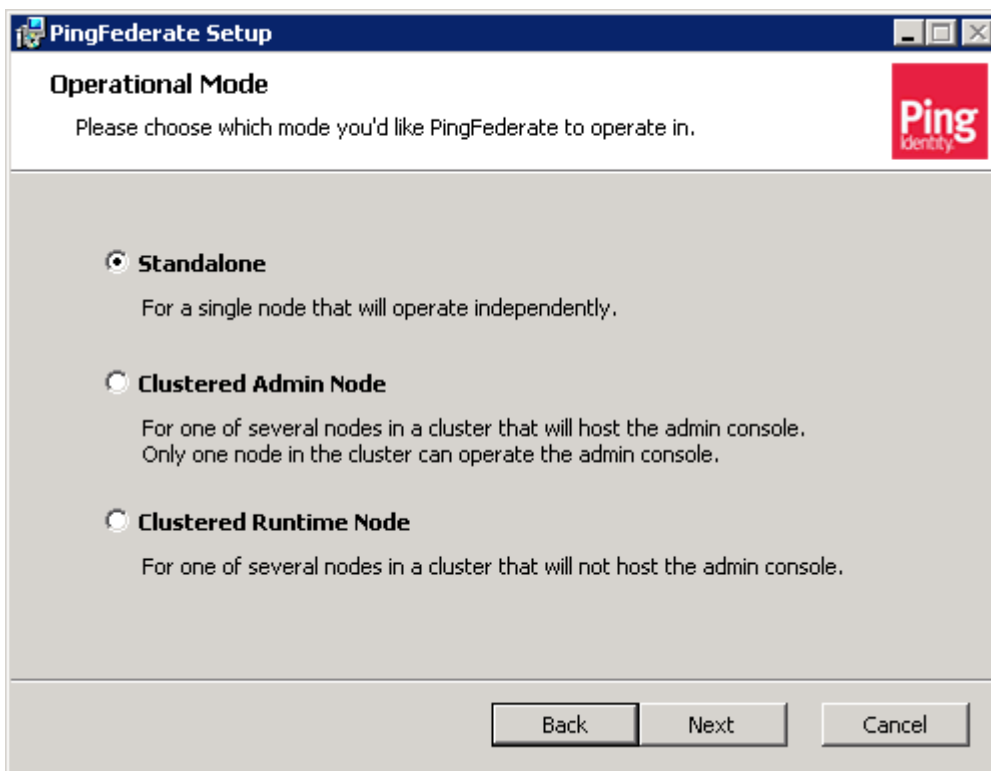 PingFederate Setup
Operational Mode
Please choose which mode you'd like PingFederate to operate in.
Ping
Identity.
Standalone
For a single node that will operate independently.
Clustered Admin Node
For one of several nodes in a cluster that will host the admin console.
Only one node in the cluster can operate the admin console.
Clustered Runtime Node
For one of several nodes in a cluster that will not host the admin console.
Back Next Cancel